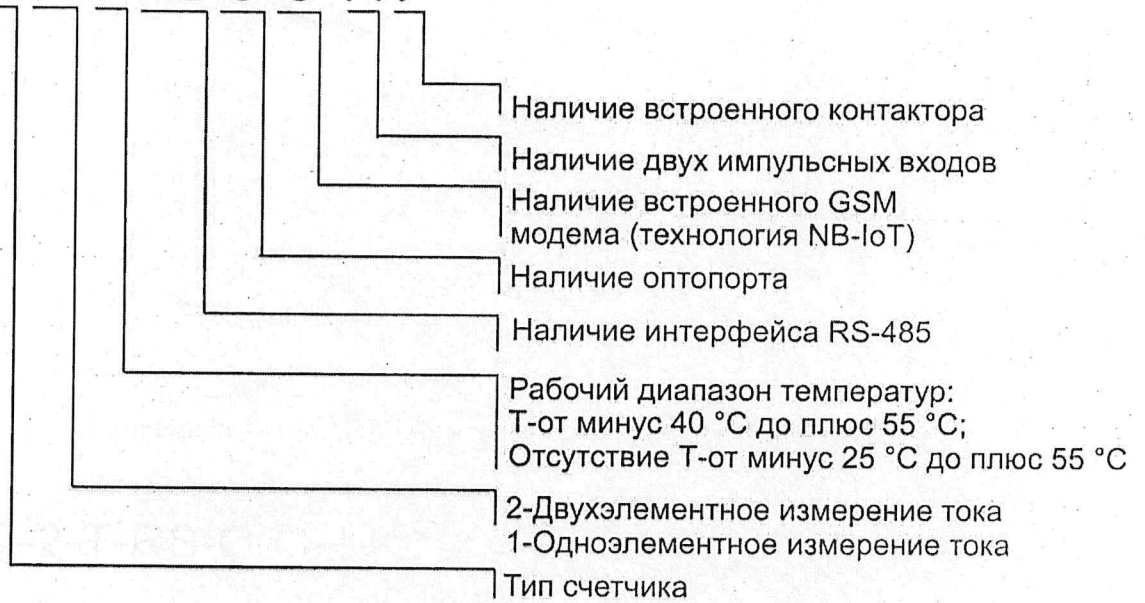 Наличие встроенного контактора
Наличие двух импульсных входов
Наличие встроенного GSM
модема (технология NB-IoT)
Наличие оптопорта
Наличие интерфейса RS-485
Рабочий диапазон температур:
Т-от минус 40 °C до плюс 55 °C;
Отсутствие Т-от минус 25 °C до плюс 55 °C
2-Двухэлементное измерение тока
1-Одноэлементное измерение тока
Тип счетчика